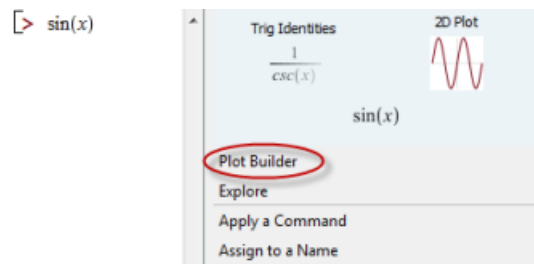 > sin(x)
Trig Identities
1
csc(x)
2D Plot
sin(x)
Plot Builder
Explore
Apply a Command
Assign to a Name